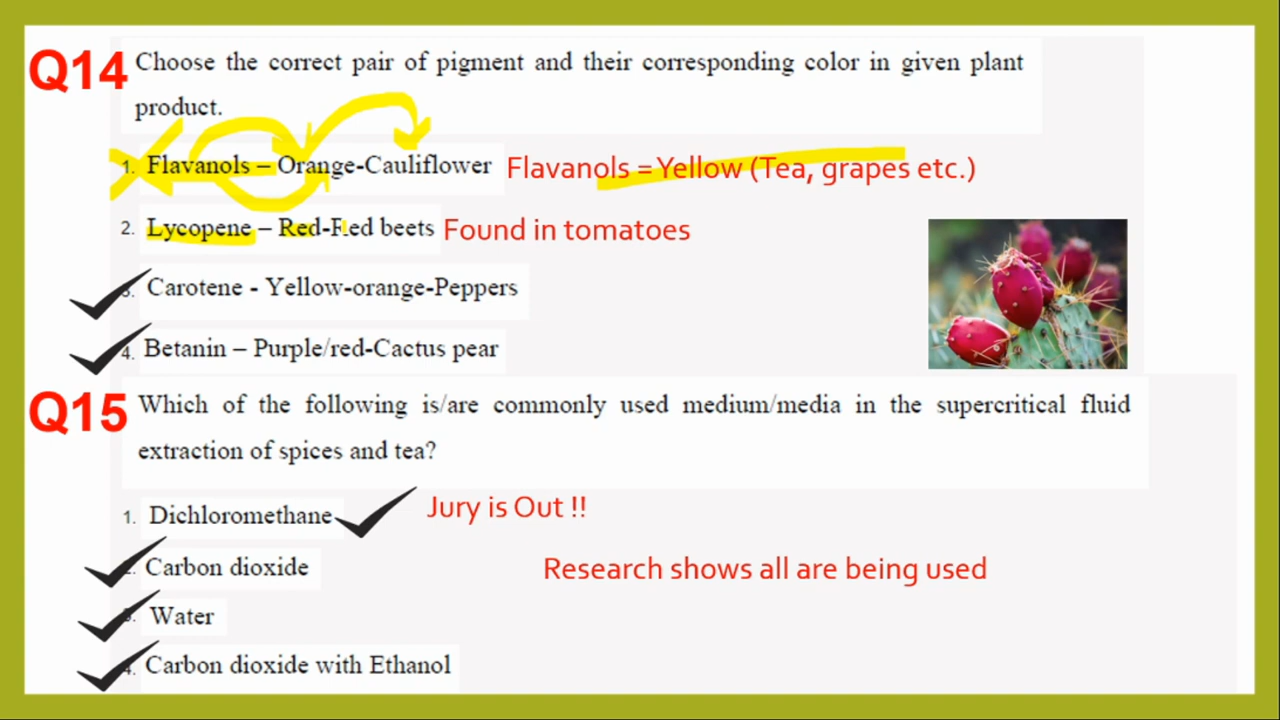 Q14 Choose the correct pair of pigment and their corresponding color in given plant
product.
1. Flavanols – Orange-Cauliflower Flavanols = Yellow (Tea, grapes etc.)
2. Lycopene – Red-Red beets Found in tomatoes
3. Carotene - Yellow-orange-Peppers
4. Betanin – Purple/red-Cactus pear
Q15 Which of the following is/are commonly used medium/media in the supercritical fluid
extraction of spices and tea?
1. Dichloromethane Jury is Out !!
2. Carbon dioxide Research shows all are being used
3. Water
4. Carbon dioxide with Ethanol